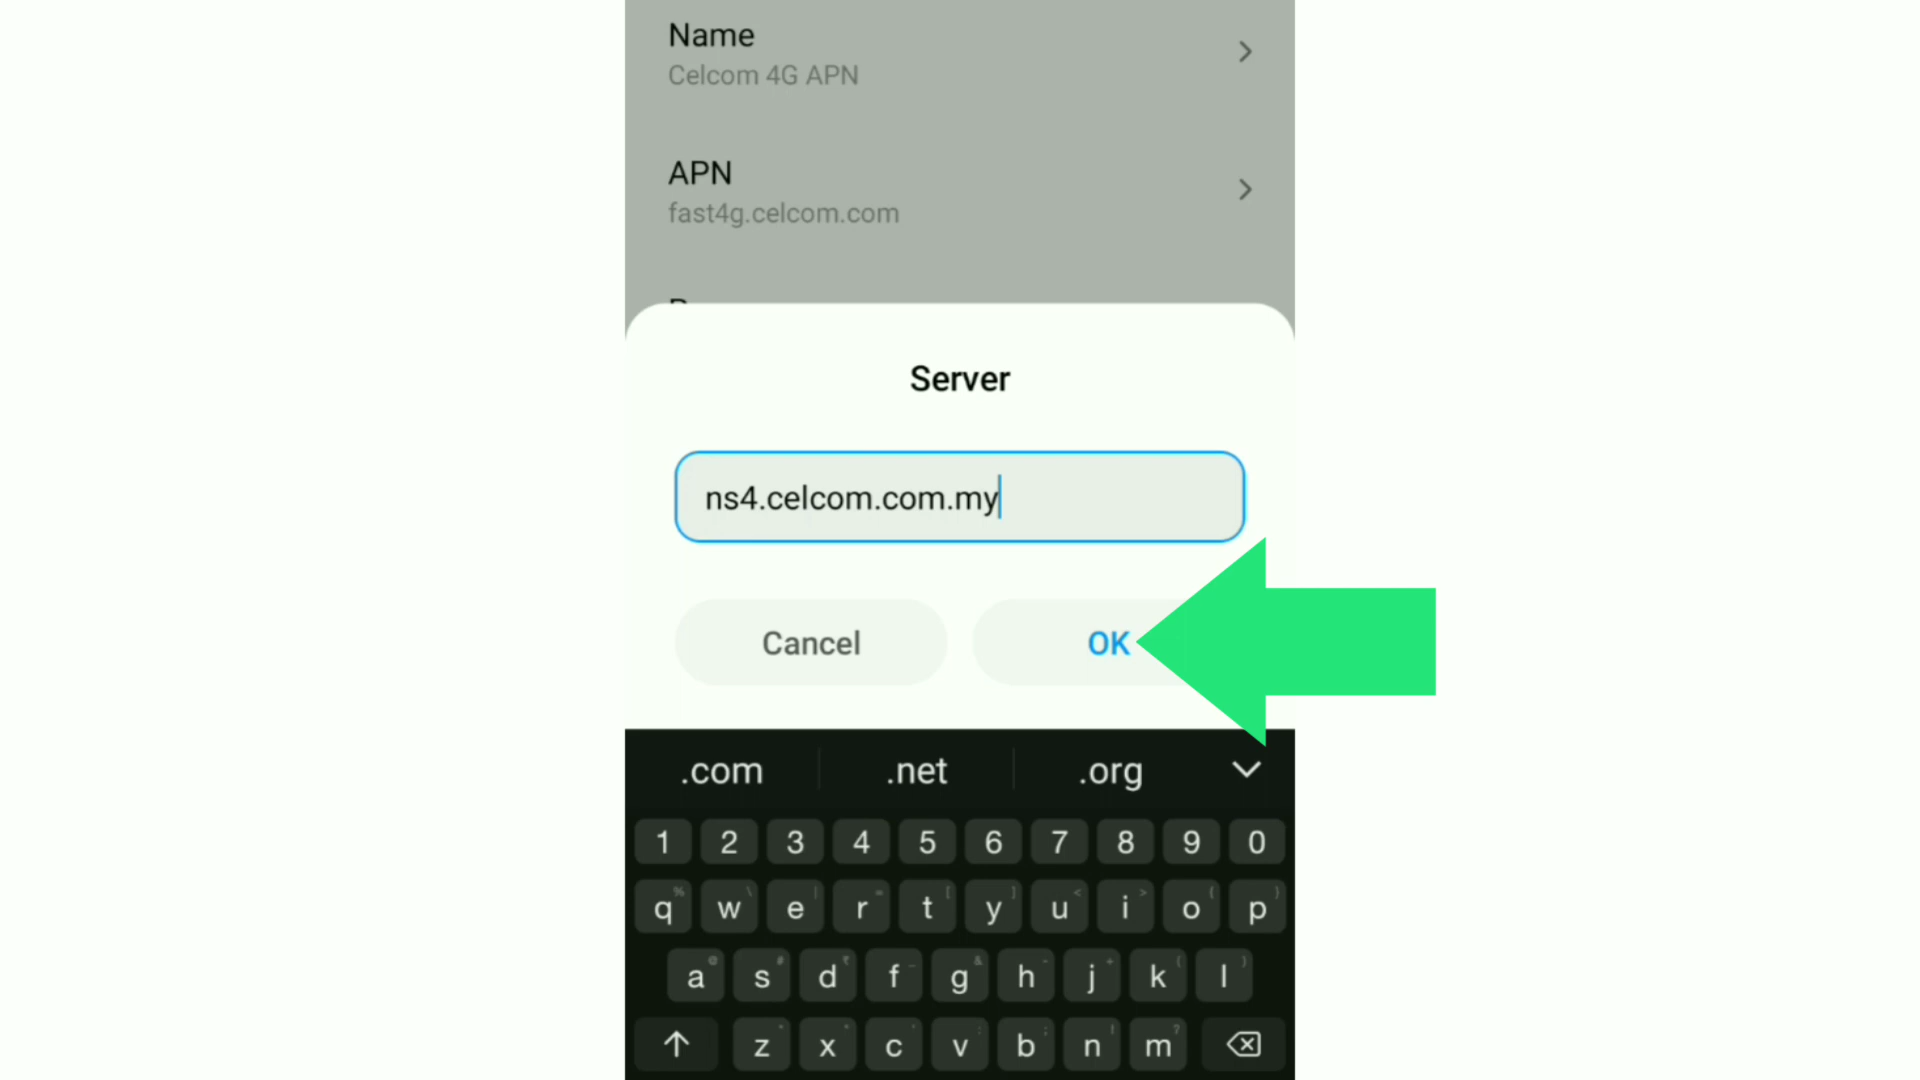 Name
Celcom 4G APN
APN
fast4g.celcom.com
Server
ns4.celcom.com.my
Cancel OK
.com .net .org
1 2 3 4 5 6 7 8 9 0
q w e r t y u i o p
a s d f g h j k l
z x c v b n m